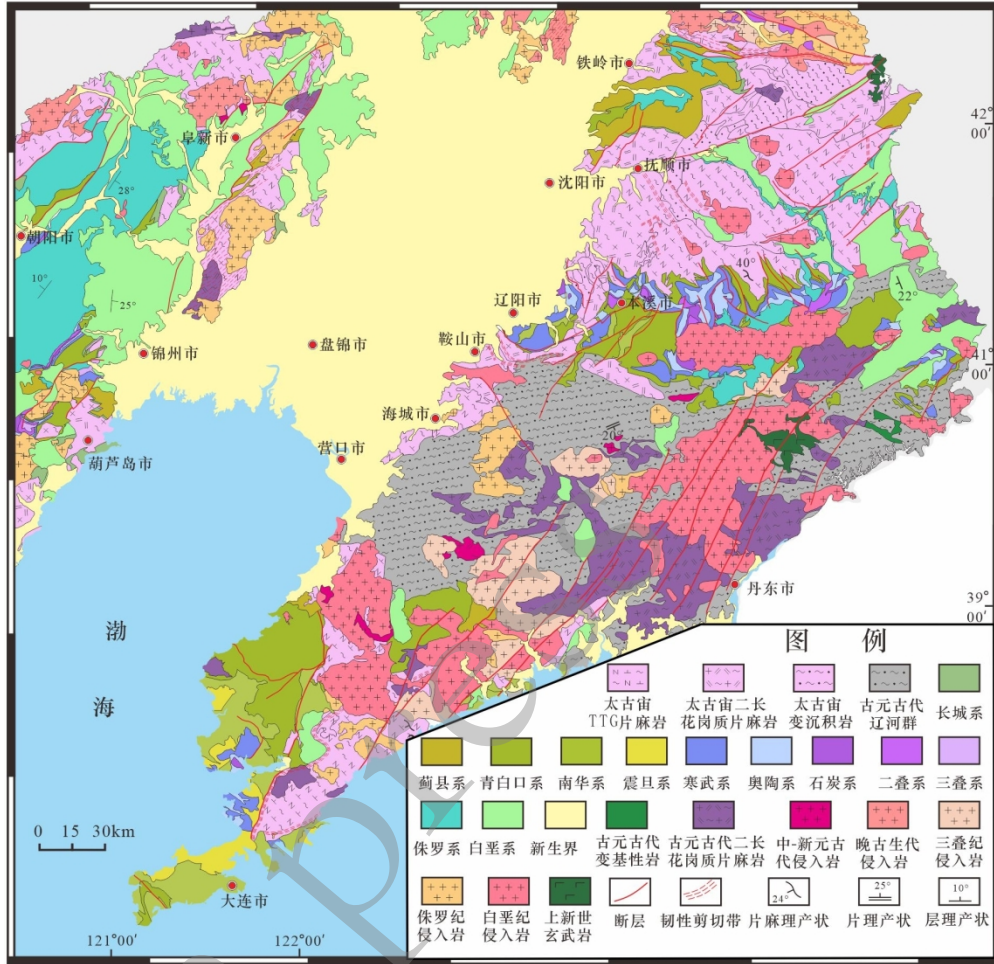 铁岭市
42°
00′
阜新市
抚顺市
沈阳市
28°
朝阳市
40°
10°
25°
22°
辽阳市
本溪市
鞍山市
盘锦市
锦州市
41°
00′
海城市
20°
营口市
葫芦岛市
丹东市
39°
00′
渤
海
图 例
太古宙
TTG片麻岩
太古宙二长
花岗质片麻岩
太古宙
变沉积岩
古元古代
辽河群
长城系
蓟县系
青白口系
南华系
震旦系
寒武系
奥陶系
石炭系
二叠系
三叠系
侏罗系
白垩系
新生界
古元古代
变基性岩
古元古代二长
花岗质片麻岩
中-新元古
代侵入岩
晚古生代
侵入岩
三叠纪
侵入岩
侏罗纪
侵入岩
白垩纪
侵入岩
上新世
玄武岩
断层
韧性剪切带
24°
片麻理产状
25°
片理产状
10°
层理产状
0 15 30km
大连市
121°00′
122°00′